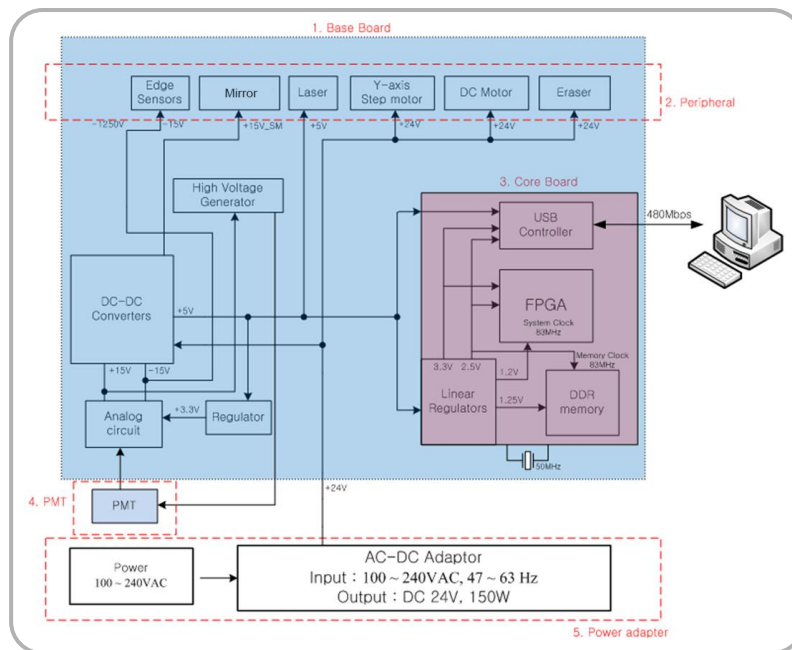 1. Base Board
Edge
Sensors
Mirror
Laser
Y-axis
Step motor
DC Motor
Eraser
2. Peripheral
-1250V
-15V
+15V_SM
+5V
+24V
+24V
+24V
High Voltage
Generator
3. Core Board
USB
Controller
480Mbps
DC-DC
Converters
+5V
FPGA
System Clock
83MHz
Memory Clock
83MHz
3.3V
2.5V
1.2V
+15V
-15V
Linear
Regulators
1.25V
DDR
memory
Analog
circuit
+3.3V
Regulator
50MHz
4. PMT
PMT
+24V
Power
100 ~ 240VAC
AC-DC Adaptor
Input : 100 ~ 240VAC, 47 ~ 63 Hz
Output : DC 24V, 150W
5. Power adapter